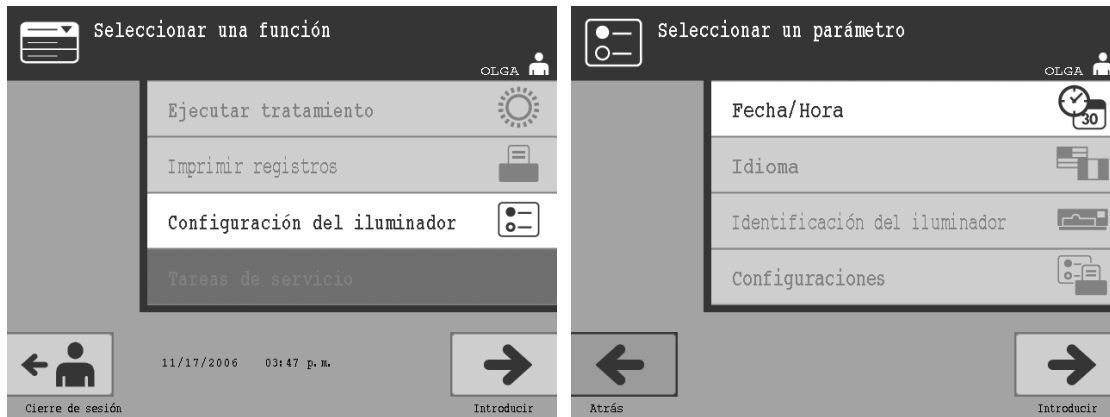 Seleccionar una función
OLGA
Ejecutar tratamiento
Imprimir registros
Configuración del iluminador
Tareas de servicio
11/17/2006 03:47 p.m.
Cierre de sesión
Introducir
Seleccionar un parámetro
OLGA
Fecha/Hora
30
Idioma
Identificación del iluminador
Configuraciones
Atrás
Introducir